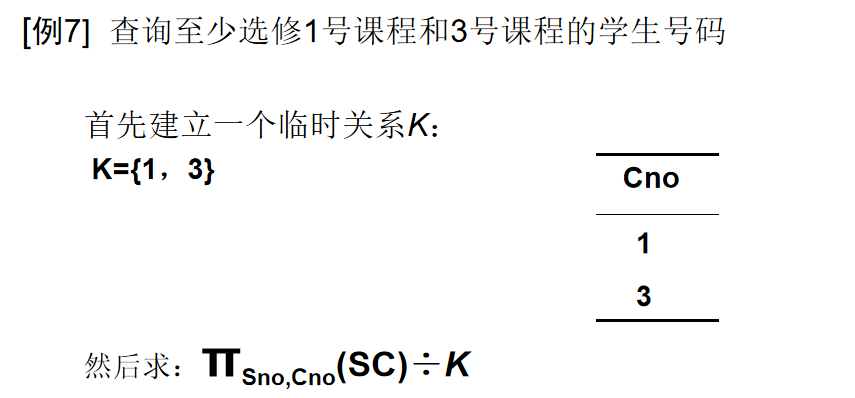 [例7] 查询至少选修1号课程和3号课程的学生号码
首先建立一个临时关系K：
K={1，3}
Cno
1
3
然后求：π Sno,Cno(SC)÷K